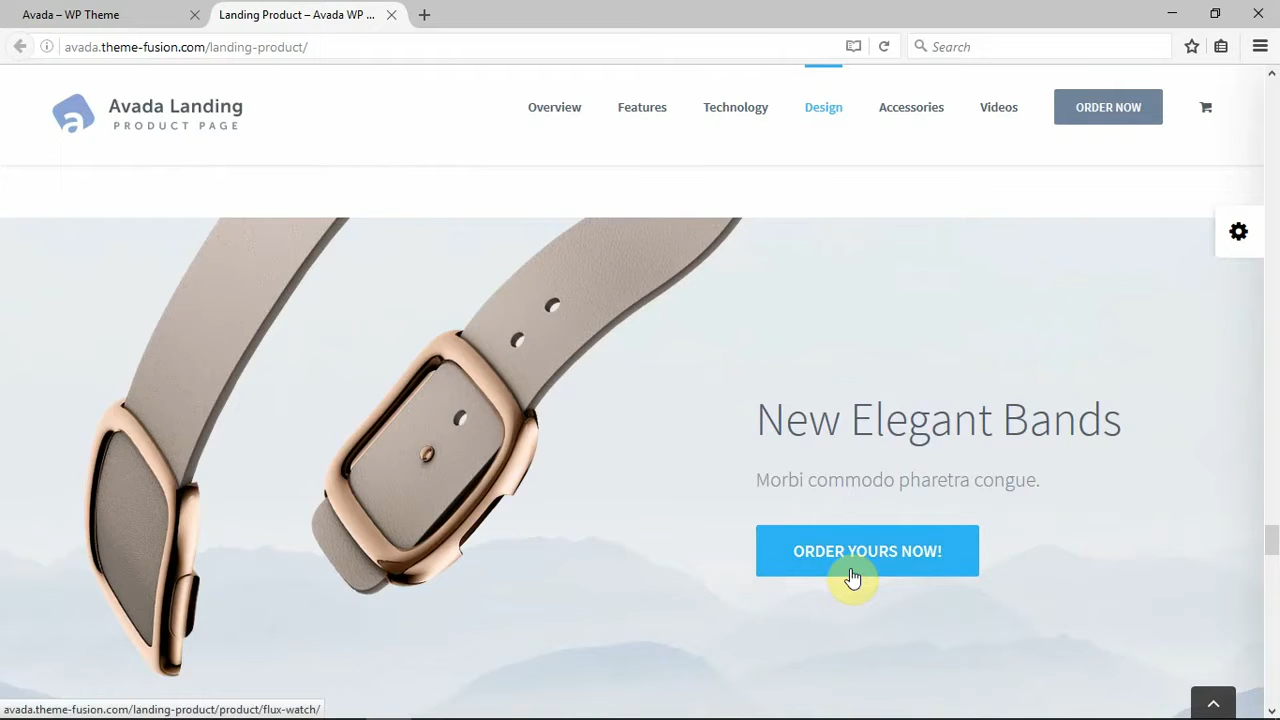 Avada – WP Theme
Landing Product – Avada WP ...
avada.theme-fusion.com/landing-product/
Search
Avada Landing
PRODUCT PAGE
Overview
Features
Technology
Design
Accessories
Videos
ORDER NOW
New Elegant Bands
Morbi commodo pharetra congue.
ORDER YOURS NOW!
avada.theme-fusion.com/landing-product/product/flux-watch/